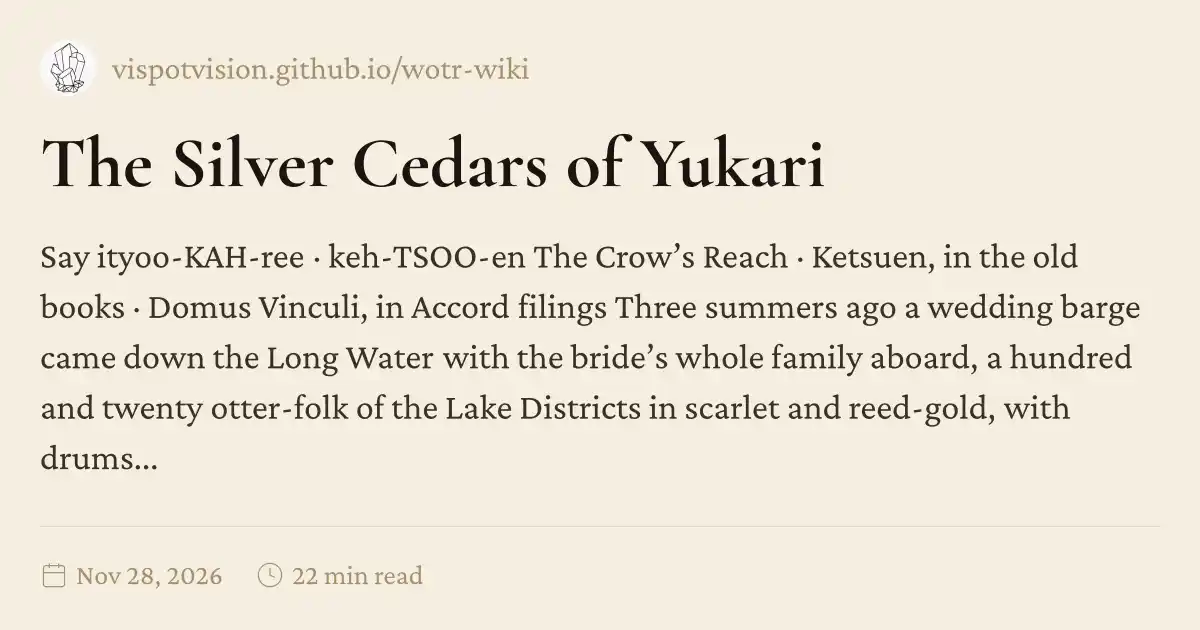 vispotvision.github.io/wotr-wiki
The Silver Cedars of Yukari
Say ityoo-KAH-ree · keh-TSOO-en The Crow’s Reach · Ketsuen, in the old
books · Domus Vinculi, in Accord filings Three summers ago a wedding barge
came down the Long Water with the bride’s whole family aboard, a hundred
and twenty otter-folk of the Lake Districts in scarlet and reed-gold, with
drums...
Nov 28, 2026 22 min read